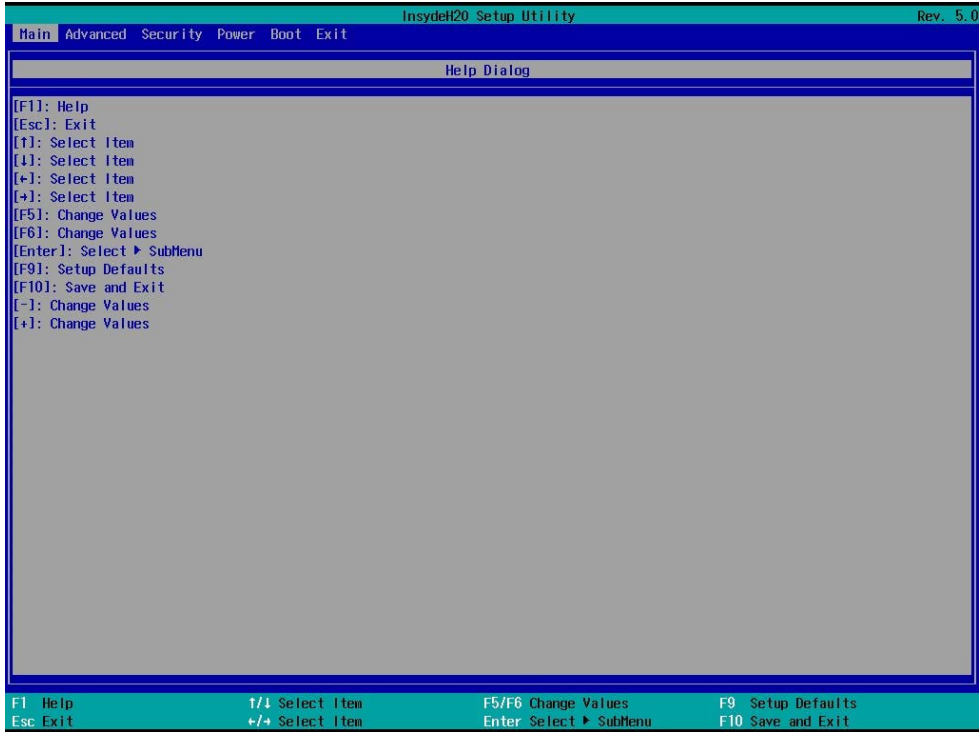 InsydeH20 Setup Utility Rev. 5.0
Main Advanced Security Power Boot Exit
Help Dialog
[F1]: Help
[Esc]: Exit
[↑]: Select Item
[↓]: Select Item
[←]: Select Item
[→]: Select Item
[F5]: Change Values
[F6]: Change Values
[Enter]: Select ▶ SubMenu
[F9]: Setup Defaults
[F10]: Save and Exit
[-]: Change Values
[+]: Change Values
F1 Help ↑/↓ Select Item F5/F6 Change Values F9 Setup Defaults
Esc Exit ←/→ Select Item Enter Select ▶ SubMenu F10 Save and Exit